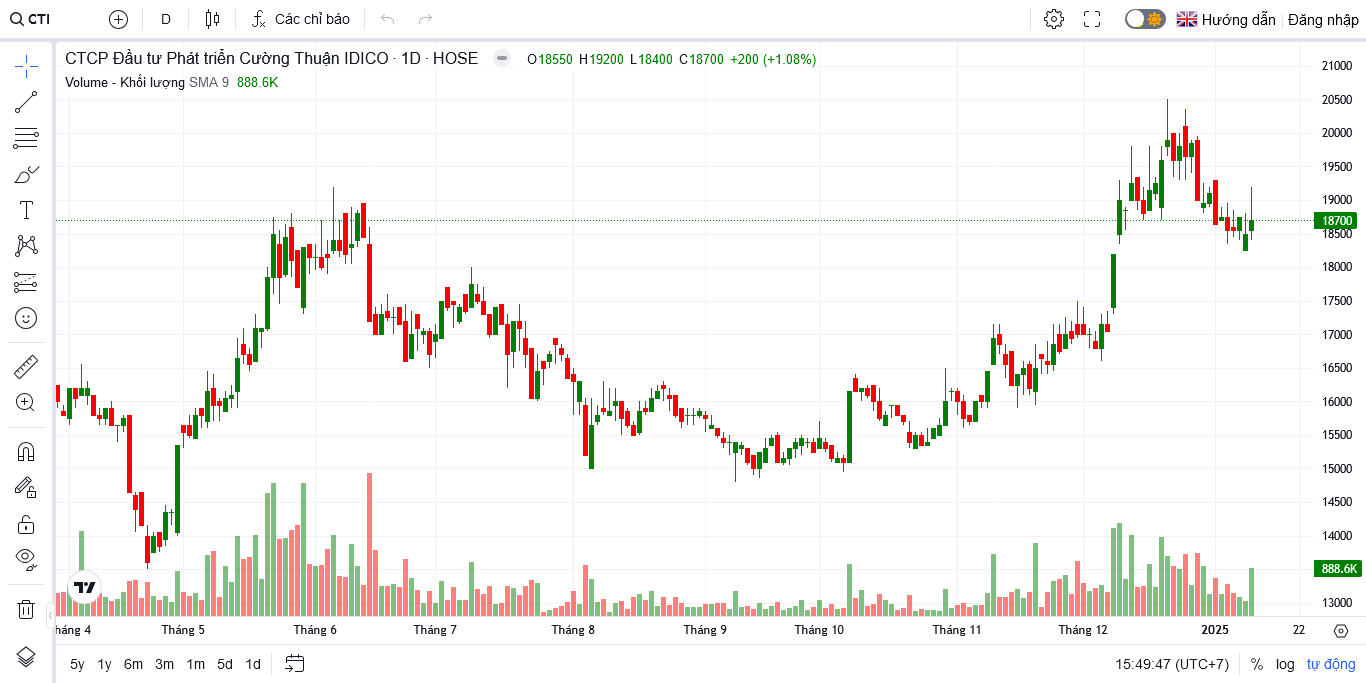 CTI D Các chỉ báo Hướng dẫn Đăng nhập
CTCP Đầu tư Phát triển Cường Thuận IDICO · 1D · HOSE O18550 H19200 L18400 C18700 +200 (+1.08%)
Volume - Khối lượng SMA 9 888.6K
21000
20500
20000
19500
19000
18700
18500
18000
17500
17000
16500
16000
15500
15000
14500
14000
888.6K
13000
háng 4 Tháng 5 Tháng 6 Tháng 7 Tháng 8 Tháng 9 Tháng 10 Tháng 11 Tháng 12 2025 22
5y 1y 6m 3m 1m 5d 1d 15:49:47 (UTC+7) % log tự động